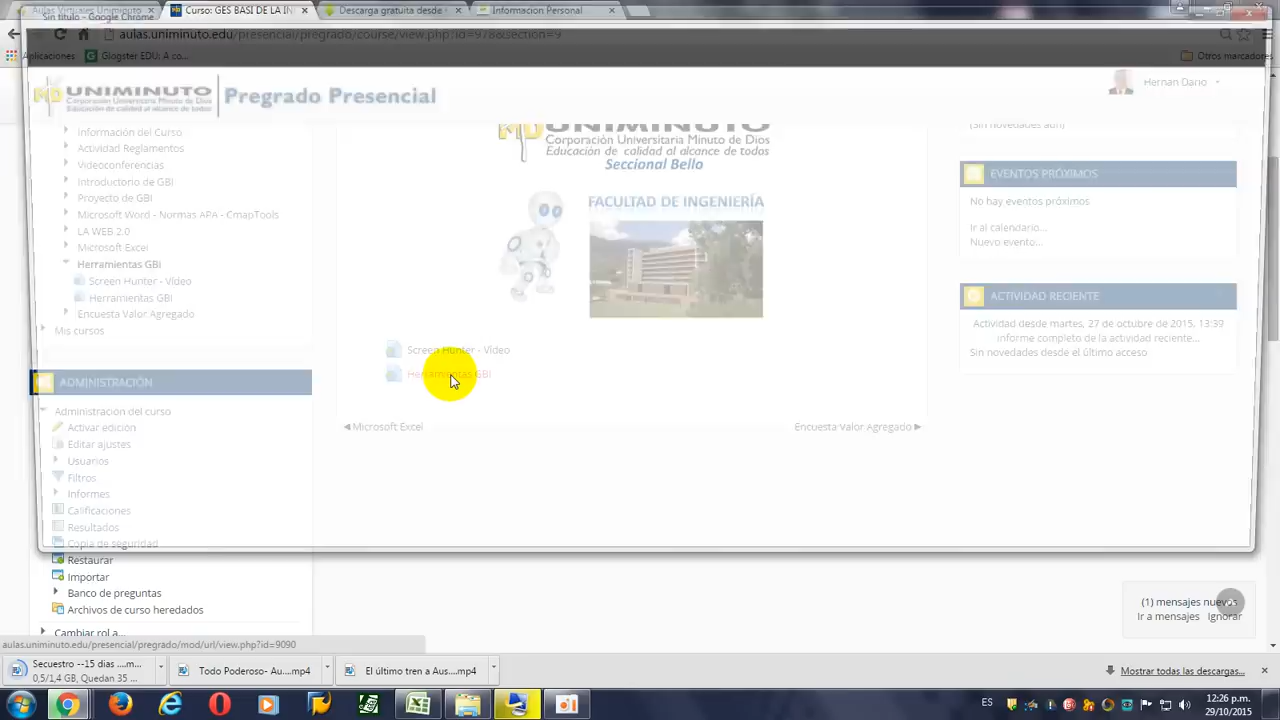 Sin título - Google Chrome
Aulas Virtuales Uniminuto
Curso: GES BASI DE LA IN
Descarga gratuita desde
Información Personal
aulas.uniminuto.edu/presencial/pregrado/course/view.php?id=978&section=9
Aplicaciones
Glogster EDU: A co...
Otros marcadores
UNIMINUTO
Corporación Universitaria Minuto de Dios
Educación de calidad al alcance de todos
Pregrado Presencial
Hernan Dario
Información del Curso
Actividad Reglamentos
Videoconferencias
Introductorio de GBI
Proyecto de GBI
Microsoft Word - Normas APA - CmapTools
LA WEB 2.0
Microsoft Excel
Herramientas GBI
Screen Hunter - Vídeo
Herramientas GBI
Encuesta Valor Agregado
Mis cursos
ADMINISTRACIÓN
Administración del curso
Activar edición
Editar ajustes
Usuarios
Filtros
Informes
Calificaciones
Resultados
Copia de seguridad
Restaurar
Importar
Banco de preguntas
Archivos de curso heredados
Cambiar rol a...
UNIMINUTO
Corporación Universitaria Minuto de Dios
Educación de calidad al alcance de todos
Seccional Bello
FACULTAD DE INGENIERÍA
Screen Hunter - Vídeo
Herramientas GBI
Microsoft Excel
Encuesta Valor Agregado
(Sin novedades aún)
EVENTOS PRÓXIMOS
No hay eventos próximos
Ir al calendario...
Nuevo evento...
ACTIVIDAD RECIENTE
Actividad desde martes, 27 de octubre de 2015, 13:39
Informe completo de la actividad reciente...
Sin novedades desde el último acceso
(1) mensajes nuevos
Ir a mensajes Ignorar
aulas.uniminuto.edu/presencial/pregrado/mod/url/view.php?id=9090
Secuestro --15 dias ....m...
0,5/1,4 GB, Quedan 35 ...
Todo Poderoso- Au....mp4
El último tren a Aus....mp4
Mostrar todas las descargas...
ES
12:26 p.m.
29/10/2015